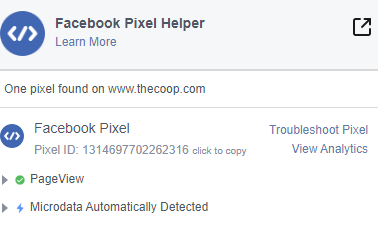 Facebook Pixel Helper
Learn More
One pixel found on www.thecoop.com
Facebook Pixel
Troubleshoot Pixel
Pixel ID: 1314697702262316 click to copy
View Analytics
PageView
Microdata Automatically Detected